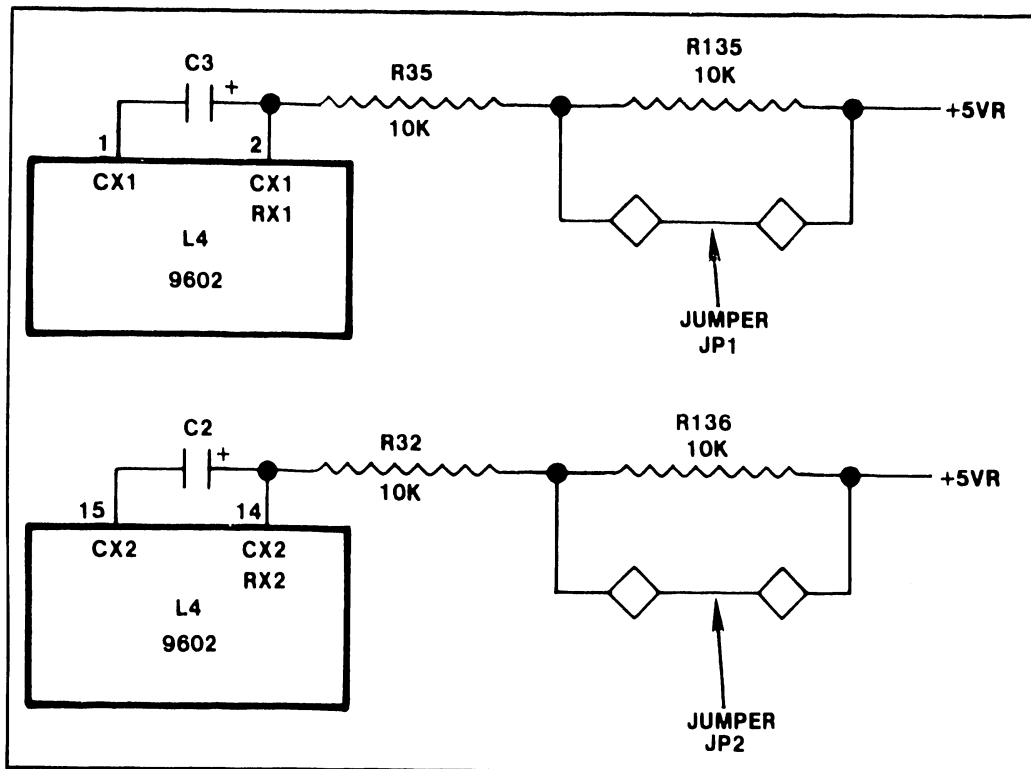 C3
+
R35
10K
R135
10K
+5VR
1
2
CX1
CX1
RX1
L4
9602
JUMPER
JP1
C2
+
R32
10K
R136
10K
+5VR
15
14
CX2
CX2
RX2
L4
9602
JUMPER
JP2